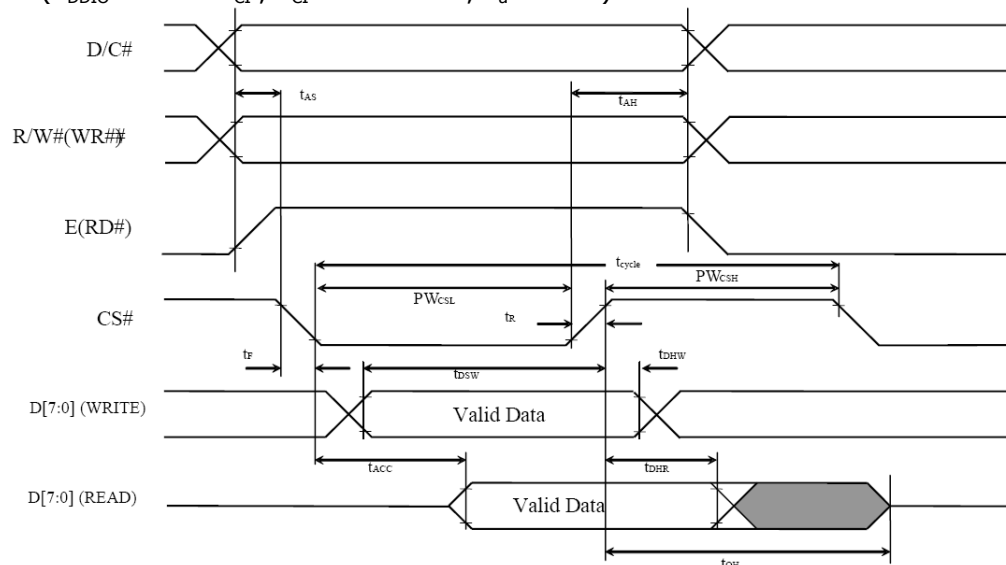 D/C#
tAS
tAH
R/W#(WR##)
E(RD#)
tcycle
PWCSL
PWCSH
CS#
tR
tF
tDSW
tDHW
D[7:0] (WRITE)
Valid Data
tACC
tDHR
D[7:0] (READ)
Valid Data